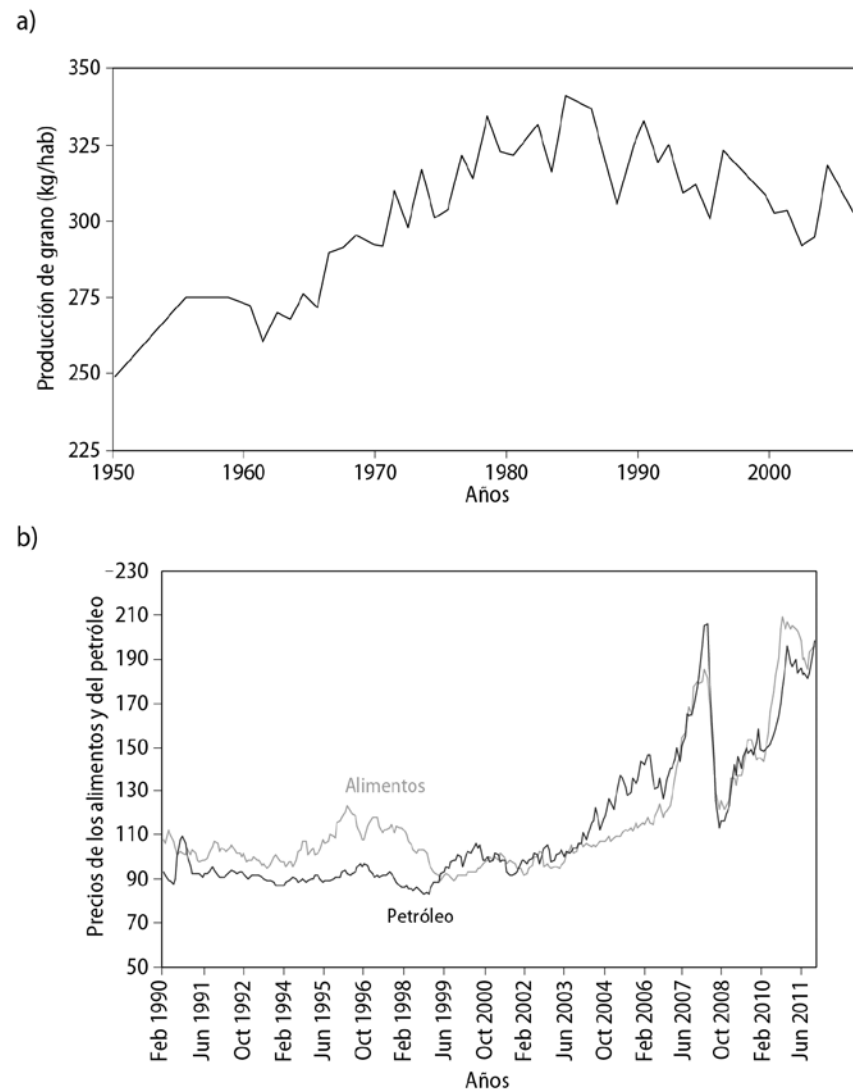 a)
Producción de grano (kg/hab)
350
325
300
275
250
225
1950
1960
1970
1980
1990
2000
Años
b)
Precios de los alimentos y del petróleo
–230
210
190
170
150
130
110
90
70
50
Alimentos
Petróleo
Feb 1990
Jun 1991
Oct 1992
Feb 1994
Jun 1995
Oct 1996
Feb 1998
Jun 1999
Oct 2000
Feb 2002
Jun 2003
Oct 2004
Feb 2006
Jun 2007
Oct 2008
Feb 2010
Jun 2011
Años